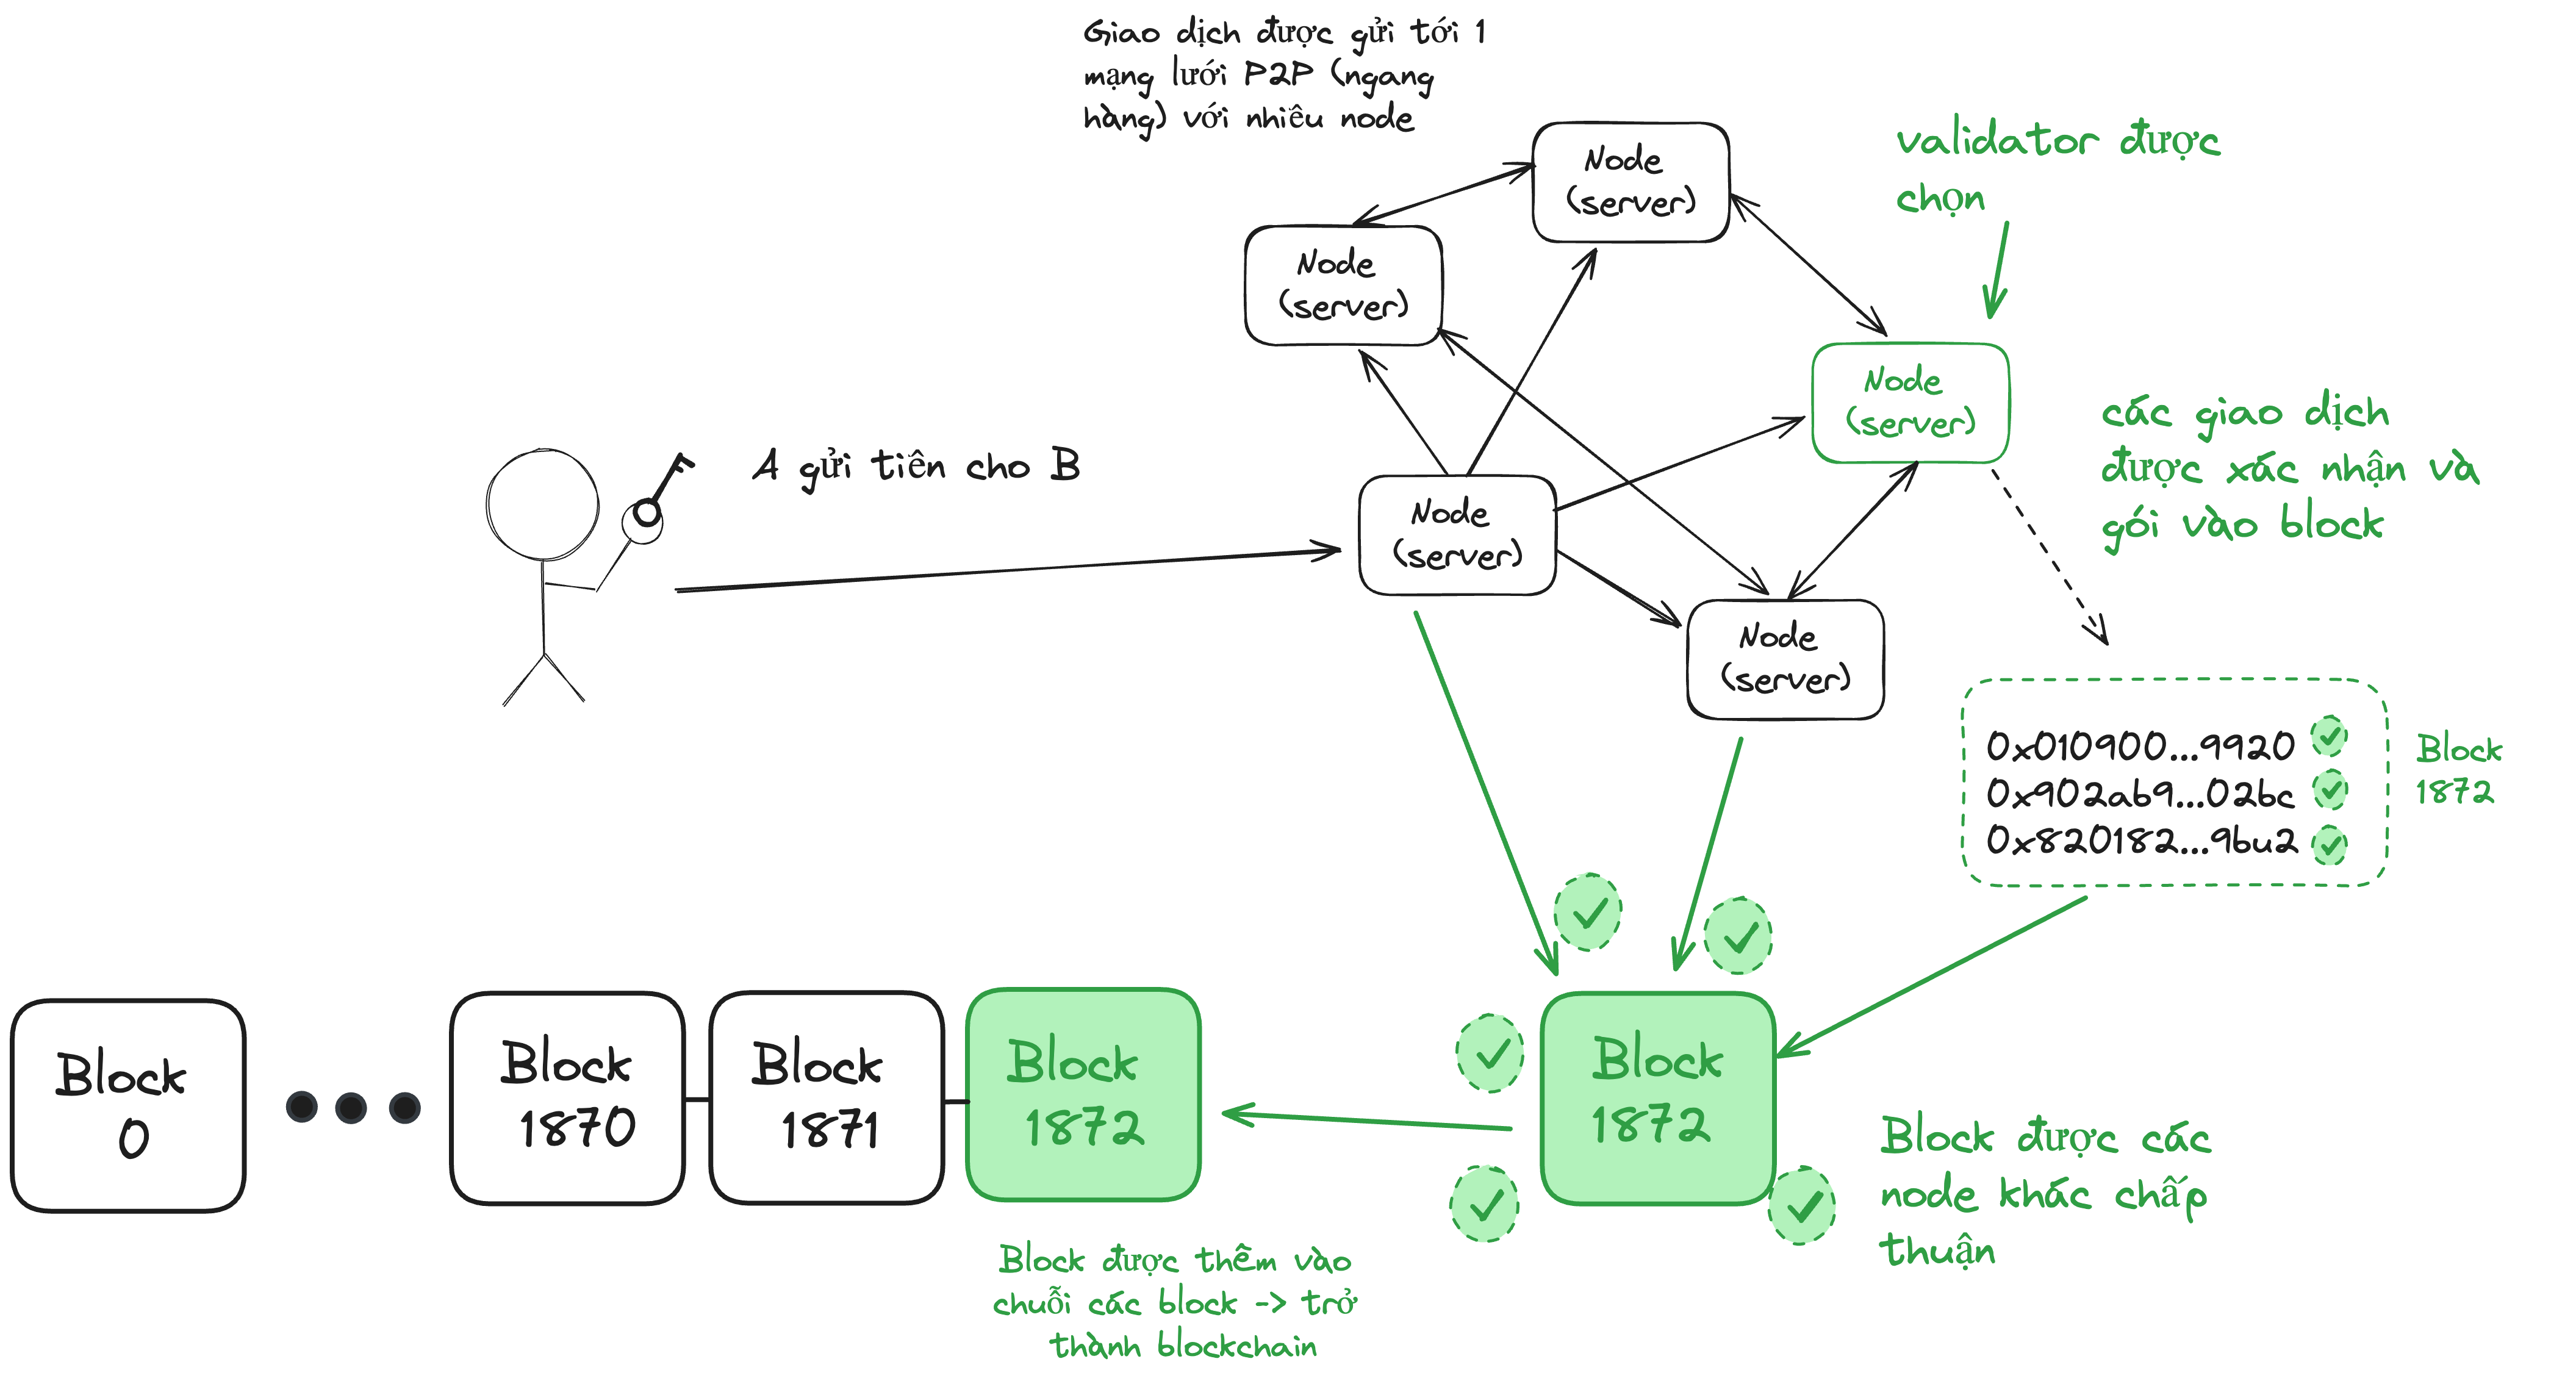 Giao dịch được gửi tới 1
mạng lưới P2P (ngang
hàng) với nhiều node
validator được
chọn
Node
(server)
Node
(server)
Node
(server)
các giao dịch
được xác nhận và
gói vào block
A gửi tiền cho B
Node
(server)
Node
(server)
0x010900...9920
0x902ab9...02bc
0x820182...9bu2
Block
1872
Block
0
Block
1870
Block
1871
Block
1872
Block
1872
Block được các
node khác chấp
thuận
Block được thêm vào
chuỗi các block -> trở
thành blockchain